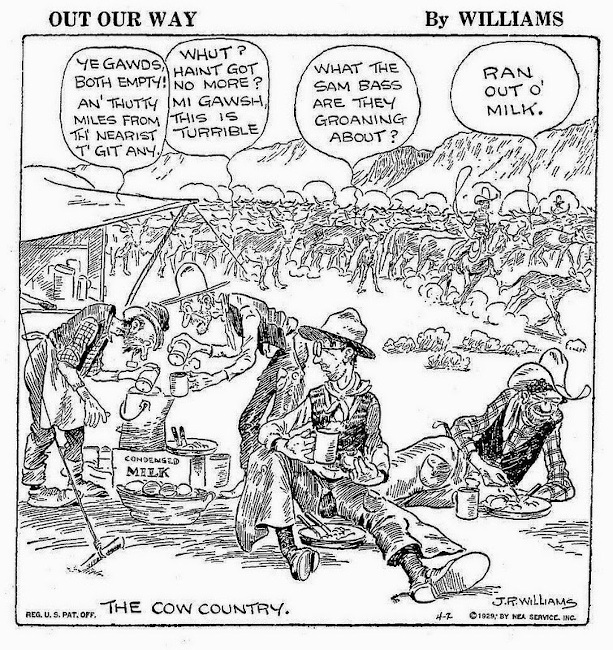 OUT OUR WAY
By WILLIAMS
YE GAWDS,
BOTH EMPTY!
AN' THUTTY
MILES FROM
TH' NEARIST
T' GIT ANY.
WHUT?
HAINT GOT
NO MORE?
MI GAWSH,
THIS IS
TURRIBLE
WHAT THE
SAM BASS
ARE THEY
GROANING
ABOUT?
RAN
OUT O'
MILK.
CONDENSED
MILK
THE COW COUNTRY.
J.R.WILLIAMS
REG. U. S. PAT. OFF.
4-2
© 1929, BY NEA SERVICE, INC.